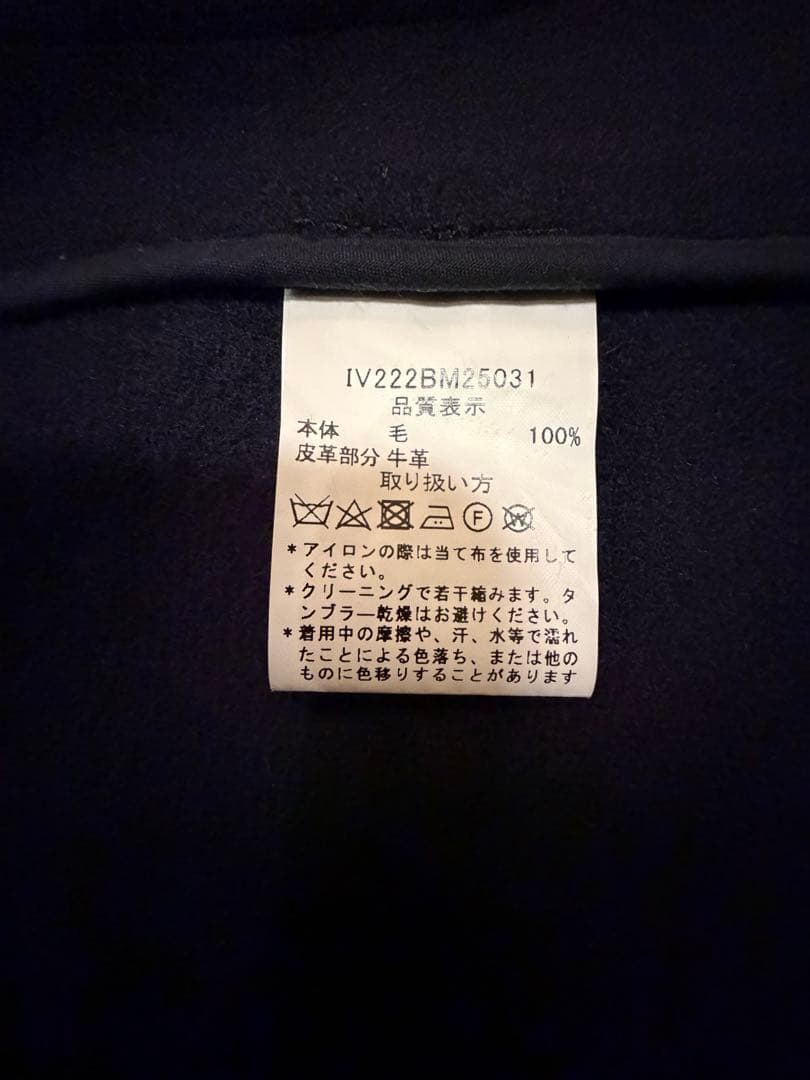 IV222BM25031
品質表示
本体 毛 100%
皮革部分 牛革
取り扱い方
F W
*アイロンの際は当て布を使用して
ください。
*クリーニングで若干縮みます。タ
ンブラー乾燥はお避けください。
*着用中の摩擦や、汗、水等で濡れ
たことによる色落ち、または他の
ものに色移りすることがあります